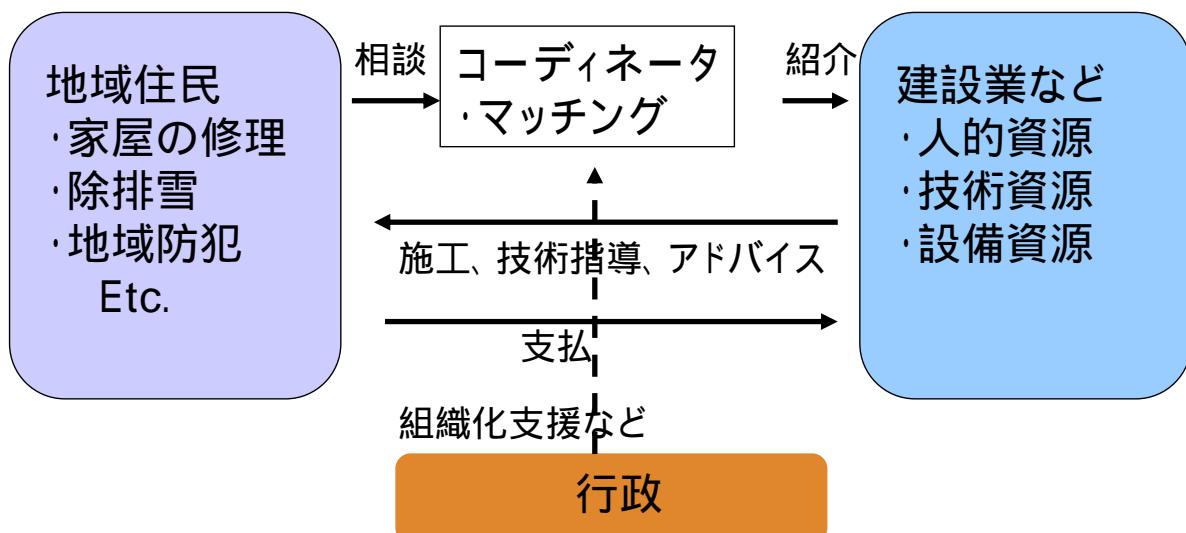 地域住民
・家屋の修理
・除排雪
・地域防犯
Etc.
相談
コーディネータ
・マッチング
紹介
建設業など
・人的資源
・技術資源
・設備資源
施工、技術指導、アドバイス
支払
組織化支援など
行政